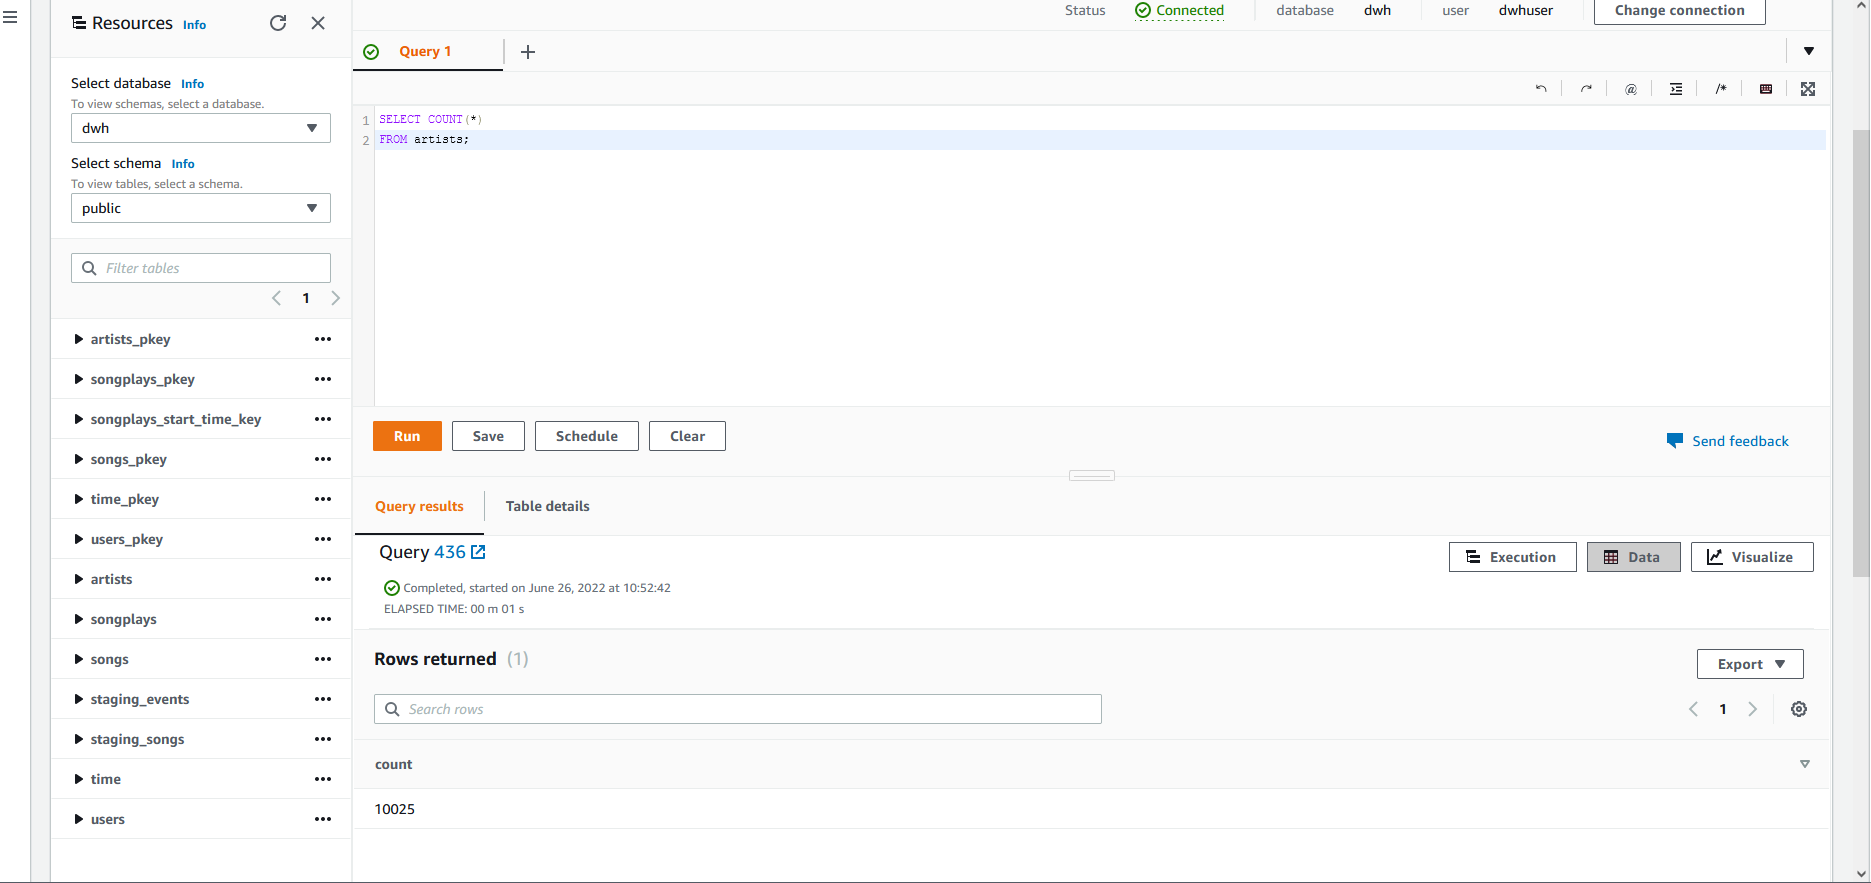 Resources Info
Select database Info
To view schemas, select a database.
dwh
Select schema Info
To view tables, select a schema.
public
Filter tables
1
artists_pkey
songplays_pkey
songplays_start_time_key
songs_pkey
time_pkey
users_pkey
artists
songplays
songs
staging_events
staging_songs
time
users
Status Connected database dwh user dwhuser Change connection
Query 1
@ /*
1 SELECT COUNT(*)
2 FROM artists;
Run Save Schedule Clear
Send feedback
Query results Table details
Query 436
Execution Data Visualize
Completed, started on June 26, 2022 at 10:52:42
ELAPSED TIME: 00 m 01 s
Rows returned (1)
Export
Search rows
1
count
10025